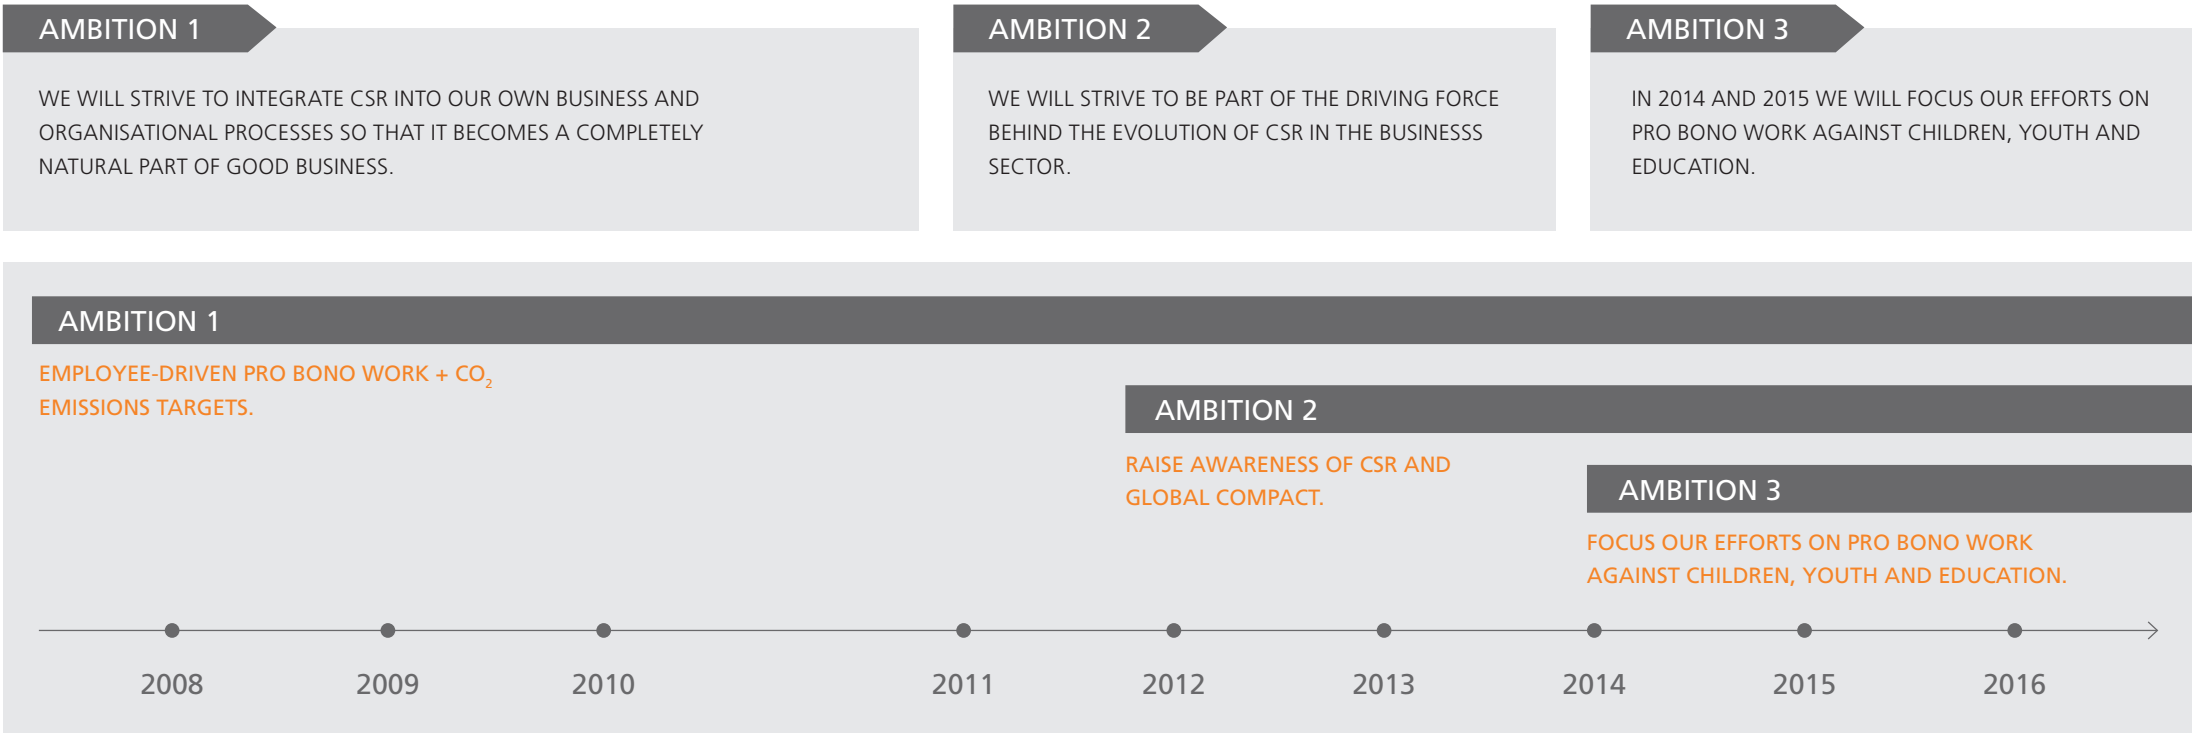 AMBITION 1
WE WILL STRIVE TO INTEGRATE CSR INTO OUR OWN BUSINESS AND
ORGANISATIONAL PROCESSES SO THAT IT BECOMES A COMPLETELY
NATURAL PART OF GOOD BUSINESS.
AMBITION 2
WE WILL STRIVE TO BE PART OF THE DRIVING FORCE
BEHIND THE EVOLUTION OF CSR IN THE BUSINESSS
SECTOR.
AMBITION 3
IN 2014 AND 2015 WE WILL FOCUS OUR EFFORTS ON
PRO BONO WORK AGAINST CHILDREN, YOUTH AND
EDUCATION.
AMBITION 1
EMPLOYEE-DRIVEN PRO BONO WORK + CO₂
EMISSIONS TARGETS.
AMBITION 2
RAISE AWARENESS OF CSR AND
GLOBAL COMPACT.
AMBITION 3
FOCUS OUR EFFORTS ON PRO BONO WORK
AGAINST CHILDREN, YOUTH AND EDUCATION.
2008 2009 2010 2011 2012 2013 2014 2015 2016